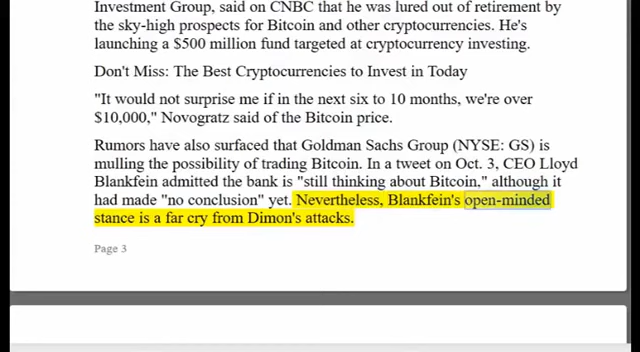 Investment Group, said on CNBC that he was lured out of retirement by
the sky-high prospects for Bitcoin and other cryptocurrencies. He's
launching a $500 million fund targeted at cryptocurrency investing.
Don't Miss: The Best Cryptocurrencies to Invest in Today
"It would not surprise me if in the next six to 10 months, we're over
$10,000," Novogratz said of the Bitcoin price.
Rumors have also surfaced that Goldman Sachs Group (NYSE: GS) is
mulling the possibility of trading Bitcoin. In a tweet on Oct. 3, CEO Lloyd
Blankfein admitted the bank is "still thinking about Bitcoin," although it
had made "no conclusion" yet. Nevertheless, Blankfein's open-minded
stance is a far cry from Dimon's attacks.
Page 3